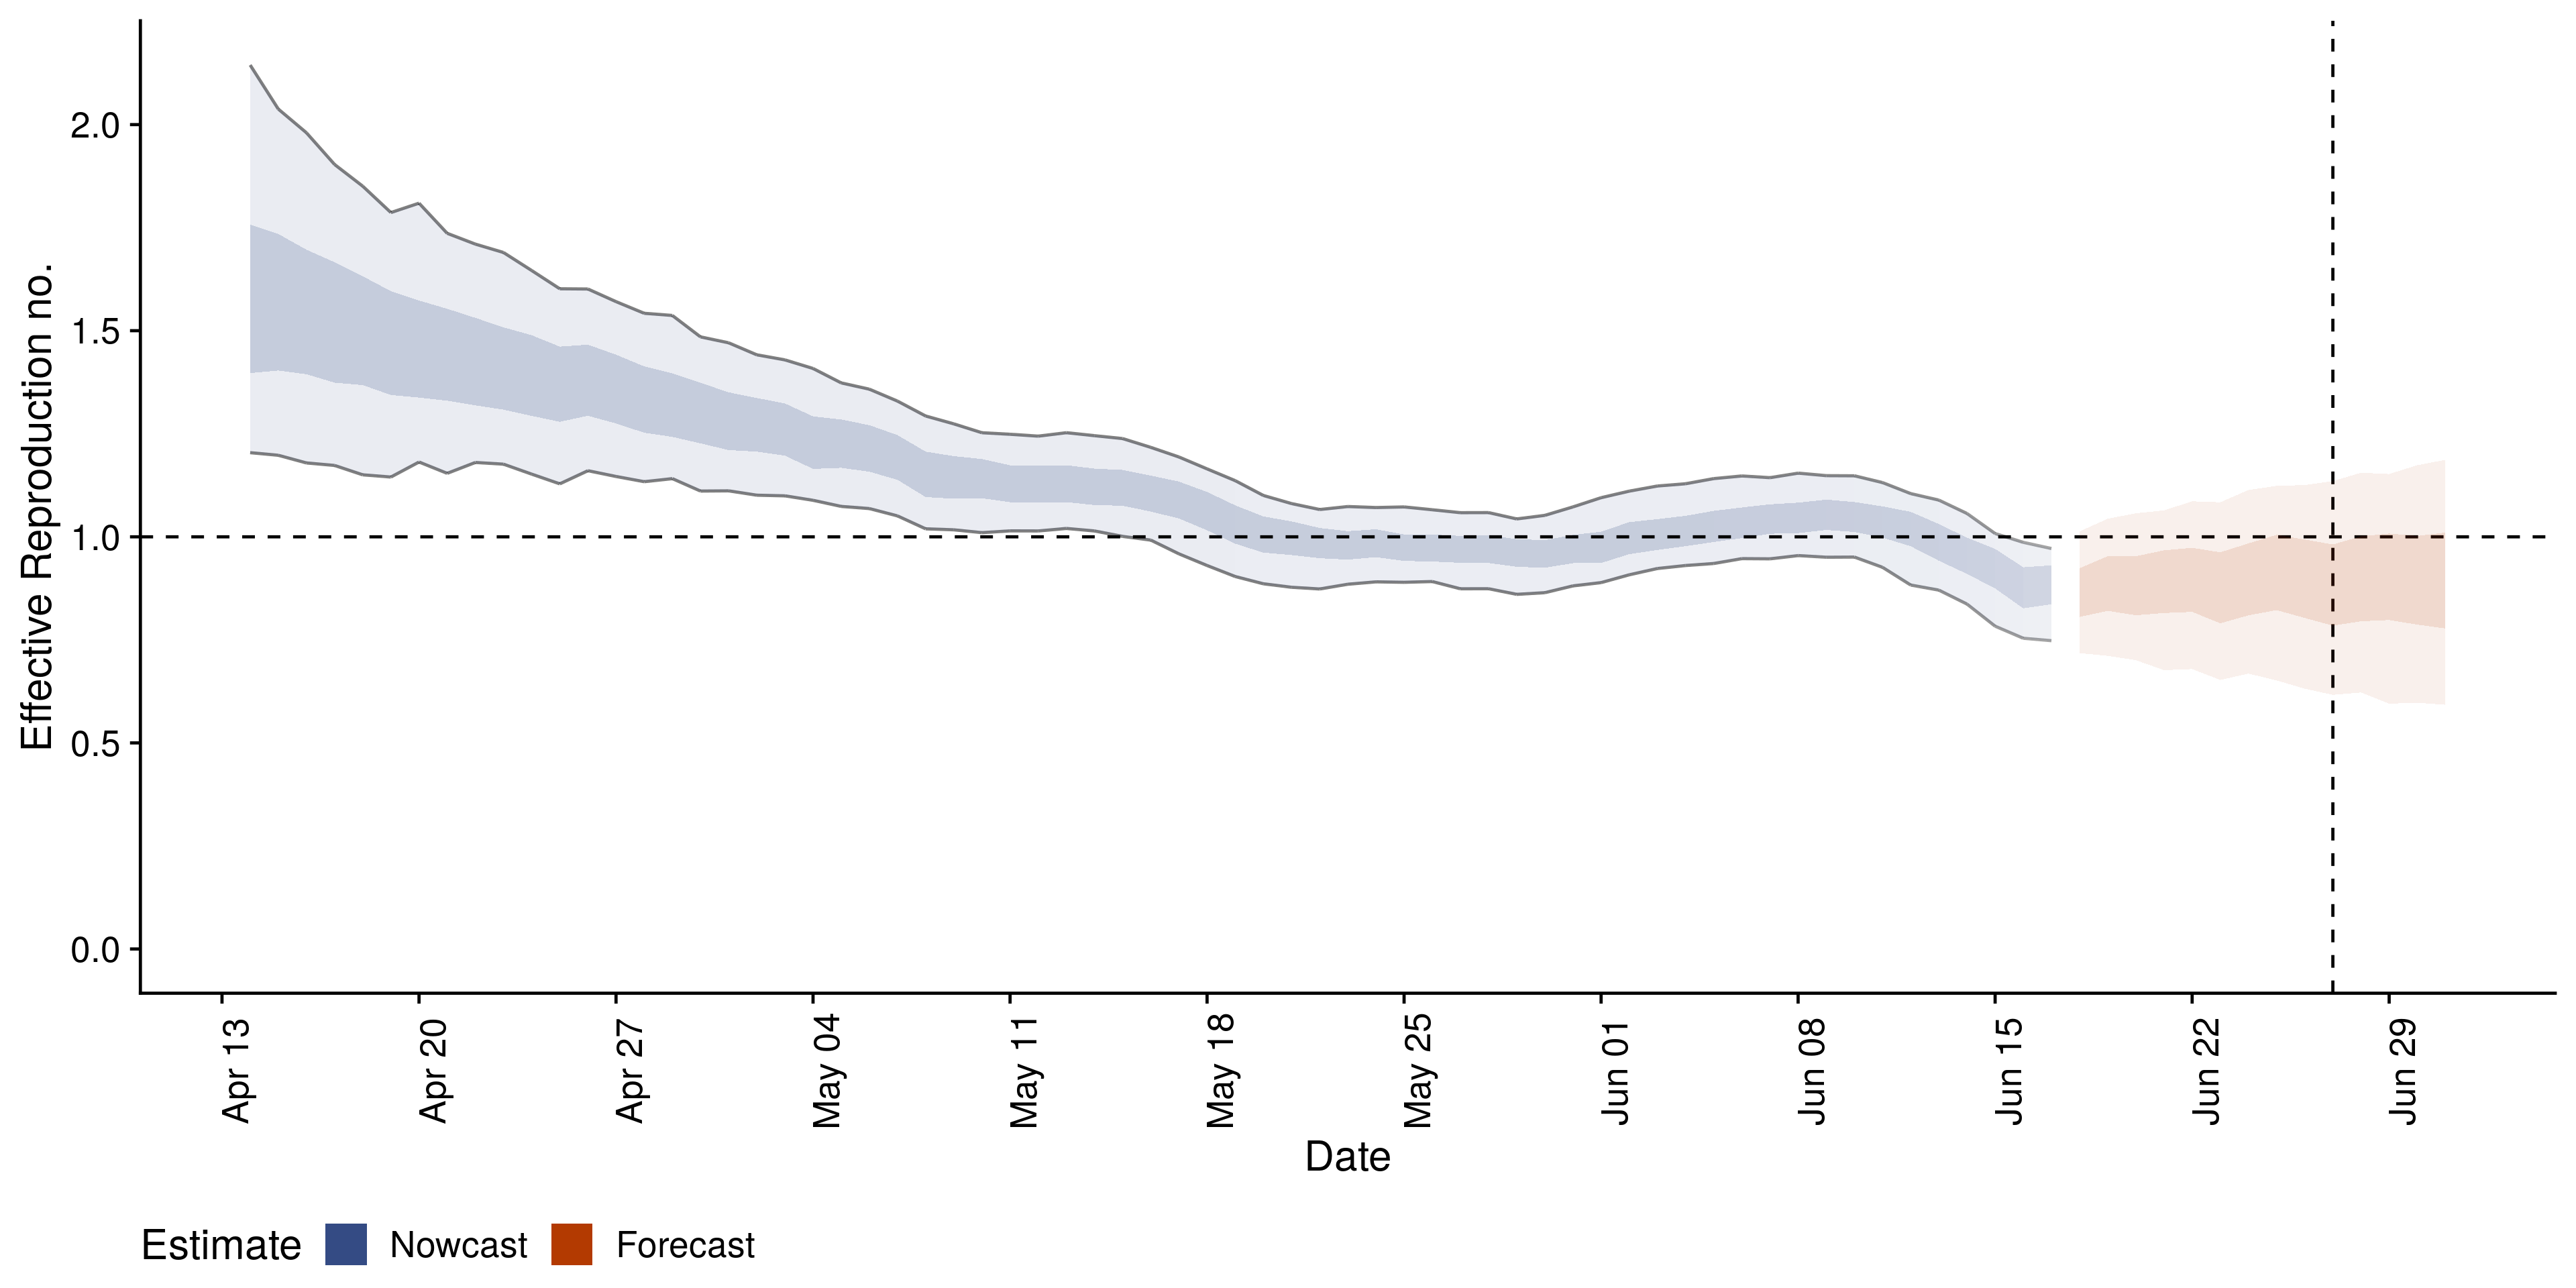 Effective Reproduction no.
2.0
1.5
1.0
0.5
0.0
Apr 13
Apr 20
Apr 27
May 04
May 11
May 18
May 25
Jun 01
Jun 08
Jun 15
Jun 22
Jun 29
Date
Estimate Nowcast Forecast